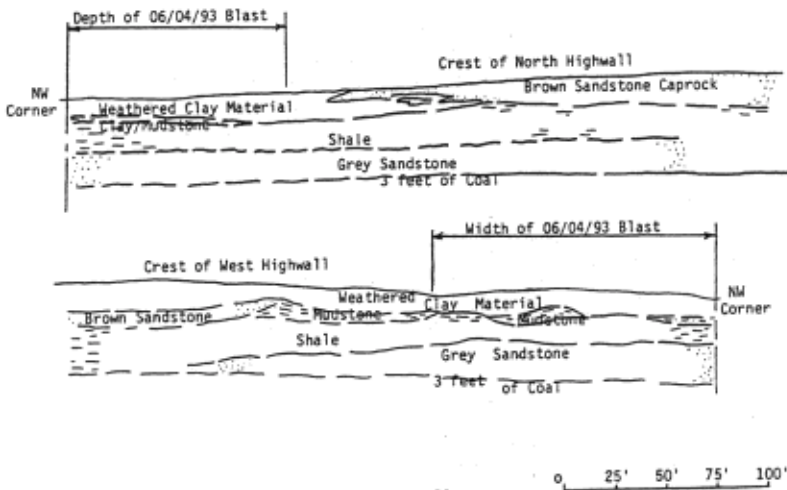 Depth of 06/04/93 Blast
Crest of North Highwall
NW
Corner
Brown Sandstone Caprock
Weathered Clay Material
Clay/Mudstone
Shale
Grey Sandstone
3 feet of Coal
Width of 06/04/93 Blast
Crest of West Highwall
NW
Corner
Weathered Clay Material
Brown Sandstone
Mudstone
Mudstone
Shale
Grey Sandstone
3 feet of Coal
0 25' 50' 75' 100'